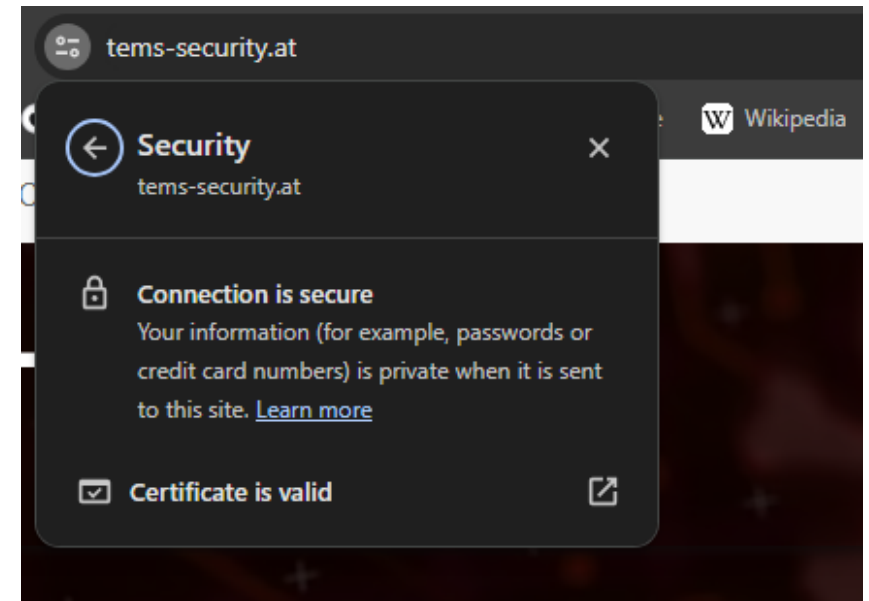 tems-security.at
Wikipedia
Security
tems-security.at
Connection is secure
Your information (for example, passwords or
credit card numbers) is private when it is sent
to this site. Learn more
Certificate is valid